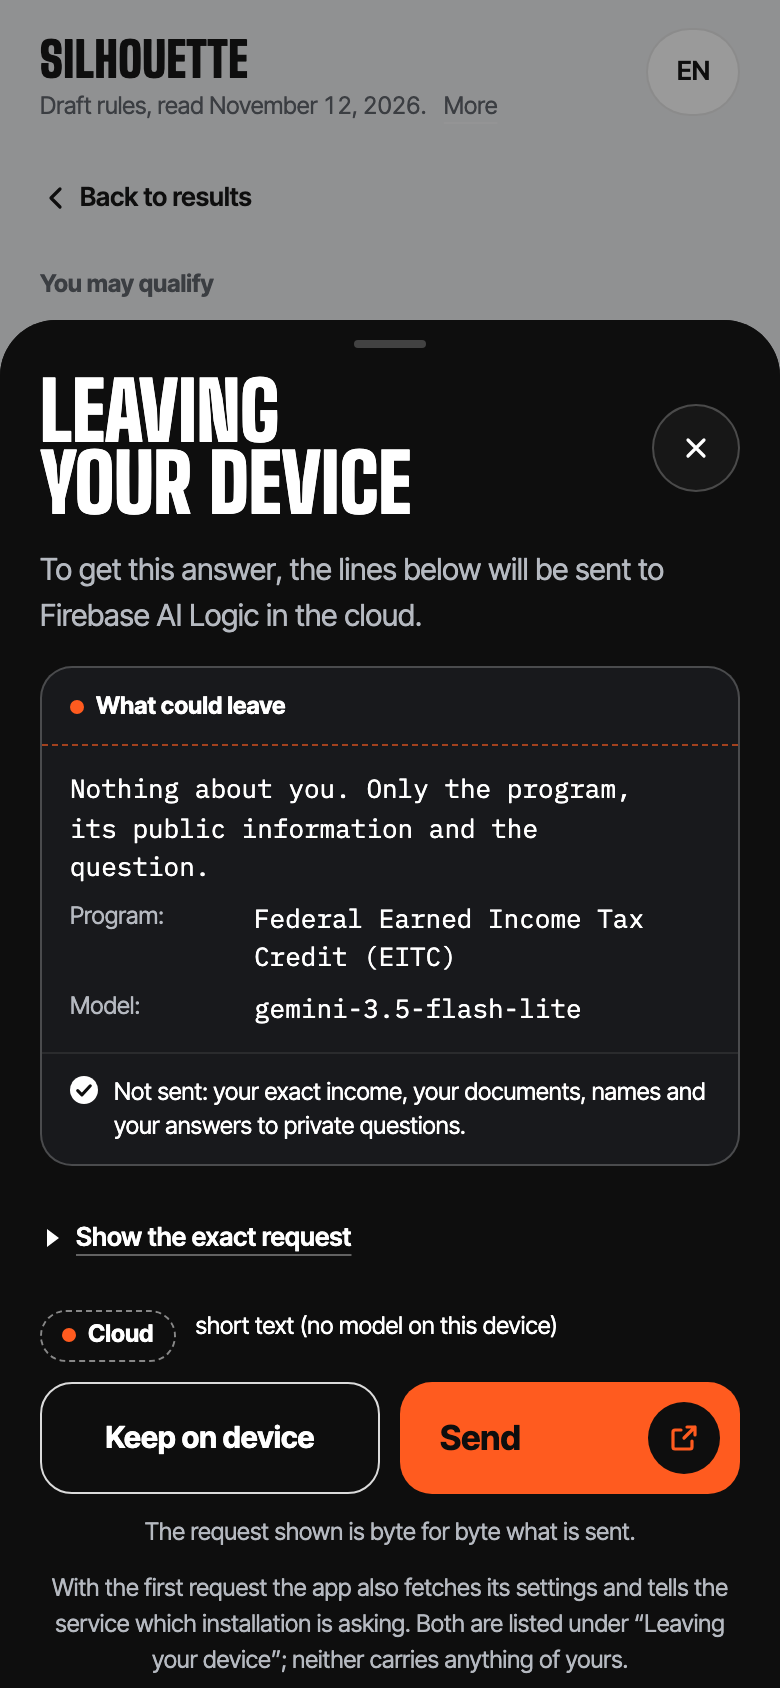 SILHOUETTE
EN
Draft rules, read November 12, 2026. More
Back to results
You may qualify
LEAVING
YOUR DEVICE
To get this answer, the lines below will be sent to
Firebase AI Logic in the cloud.
What could leave
Nothing about you. Only the program,
its public information and the
question.
Program: Federal Earned Income Tax
Credit (EITC)
Model: gemini-3.5-flash-lite
Not sent: your exact income, your documents, names and
your answers to private questions.
Show the exact request
Cloud short text (no model on this device)
Keep on device
Send
The request shown is byte for byte what is sent.
With the first request the app also fetches its settings and tells the
service which installation is asking. Both are listed under “Leaving
your device”; neither carries anything of yours.